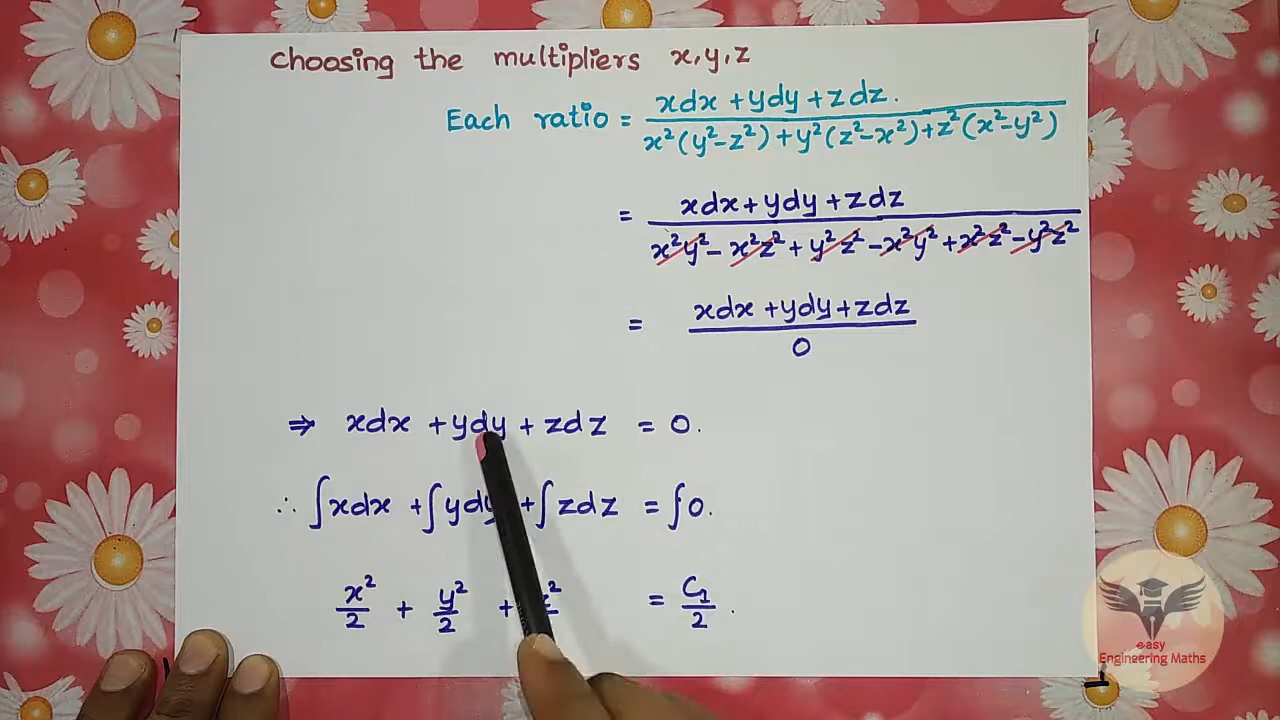 choosing the multipliers x, y, z
Each ratio = xdx + ydy + zdz. / x²(y²-z²) + y²(z²-x²) + z²(x²-y²)
= xdx + ydy + zdz / x²y² - x²z² + y²z² - x²y² + x²z² - y²z²
= xdx + ydy + zdz / 0
⇒ xdx + ydy + zdz = 0.
∴ ∫xdx + ∫ydy + ∫zdz = ∫0.
x²/2 + y²/2 + = C₁/2 .
easy
Engineering Maths